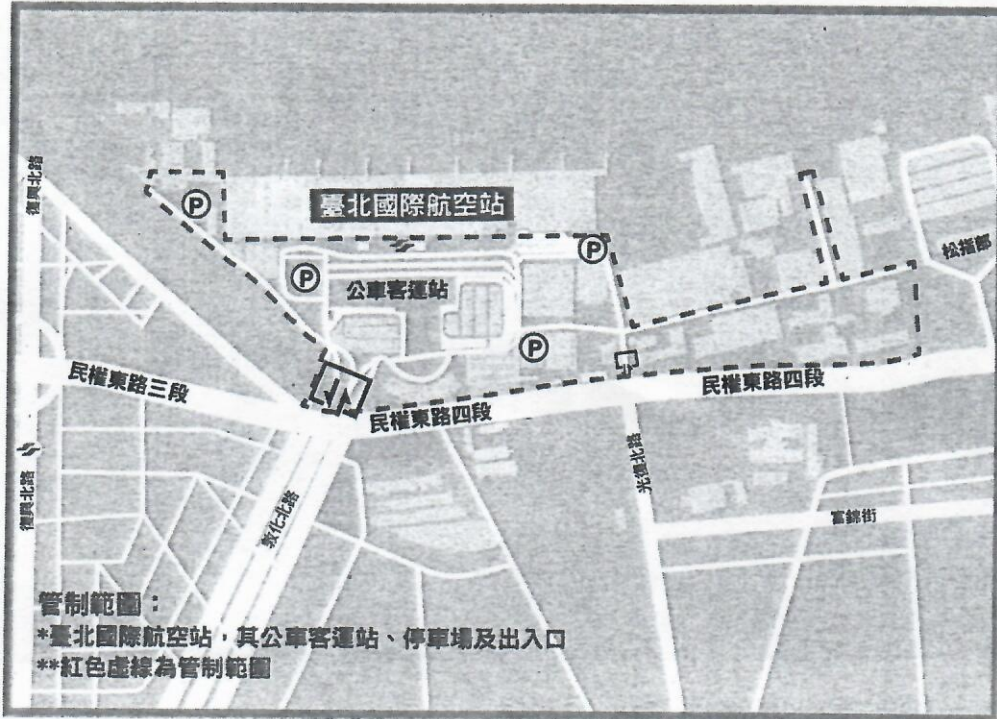 復興北路
臺北國際航空站
P
P
P
P
公車客運站
松指部
民權東路三段
民權東路四段
民權東路四段
復興北路
敦化北路
光復北路
富錦街
管制範圍：
*臺北國際航空站，其公車客運站、停車場及出入口
**紅色虛線為管制範圍